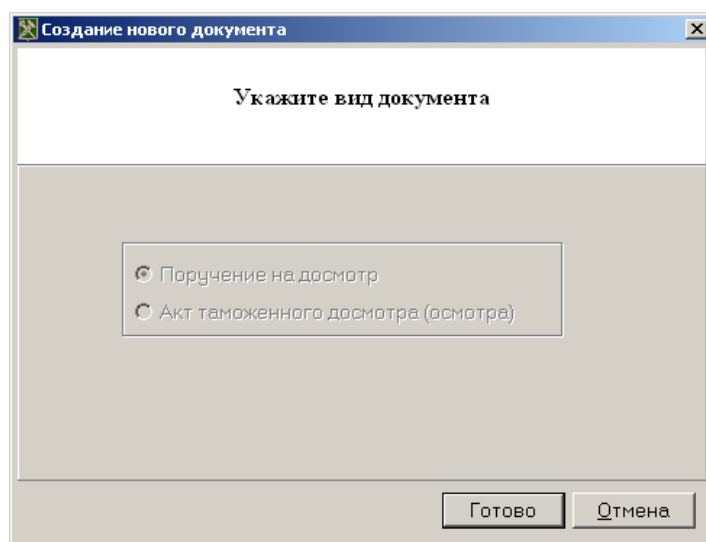 Создание нового документа
Укажите вид документа
Поручение на досмотр
Акт таможенного досмотра (осмотра)
Готово
Отмена